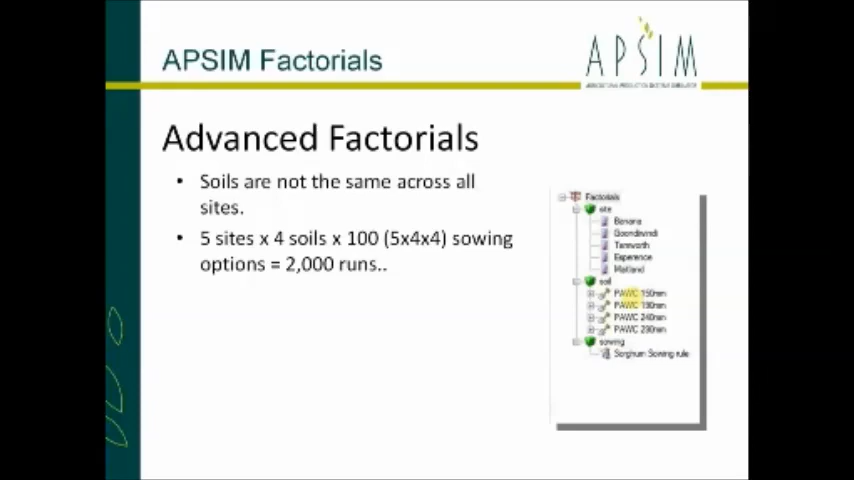 APSIM Factorials
APSIM
Advanced Factorials
• Soils are not the same across all
sites.
• 5 sites x 4 soils x 100 (5x4x4) sowing
options = 2,000 runs..
Factorials
site
Banana
Goondiwindi
Tamworth
Esperence
Maitland
soil
PAWC 150mm
PAWC 190mm
PAWC 240mm
PAWC 290mm
sowing
Sorghum Sowing rule